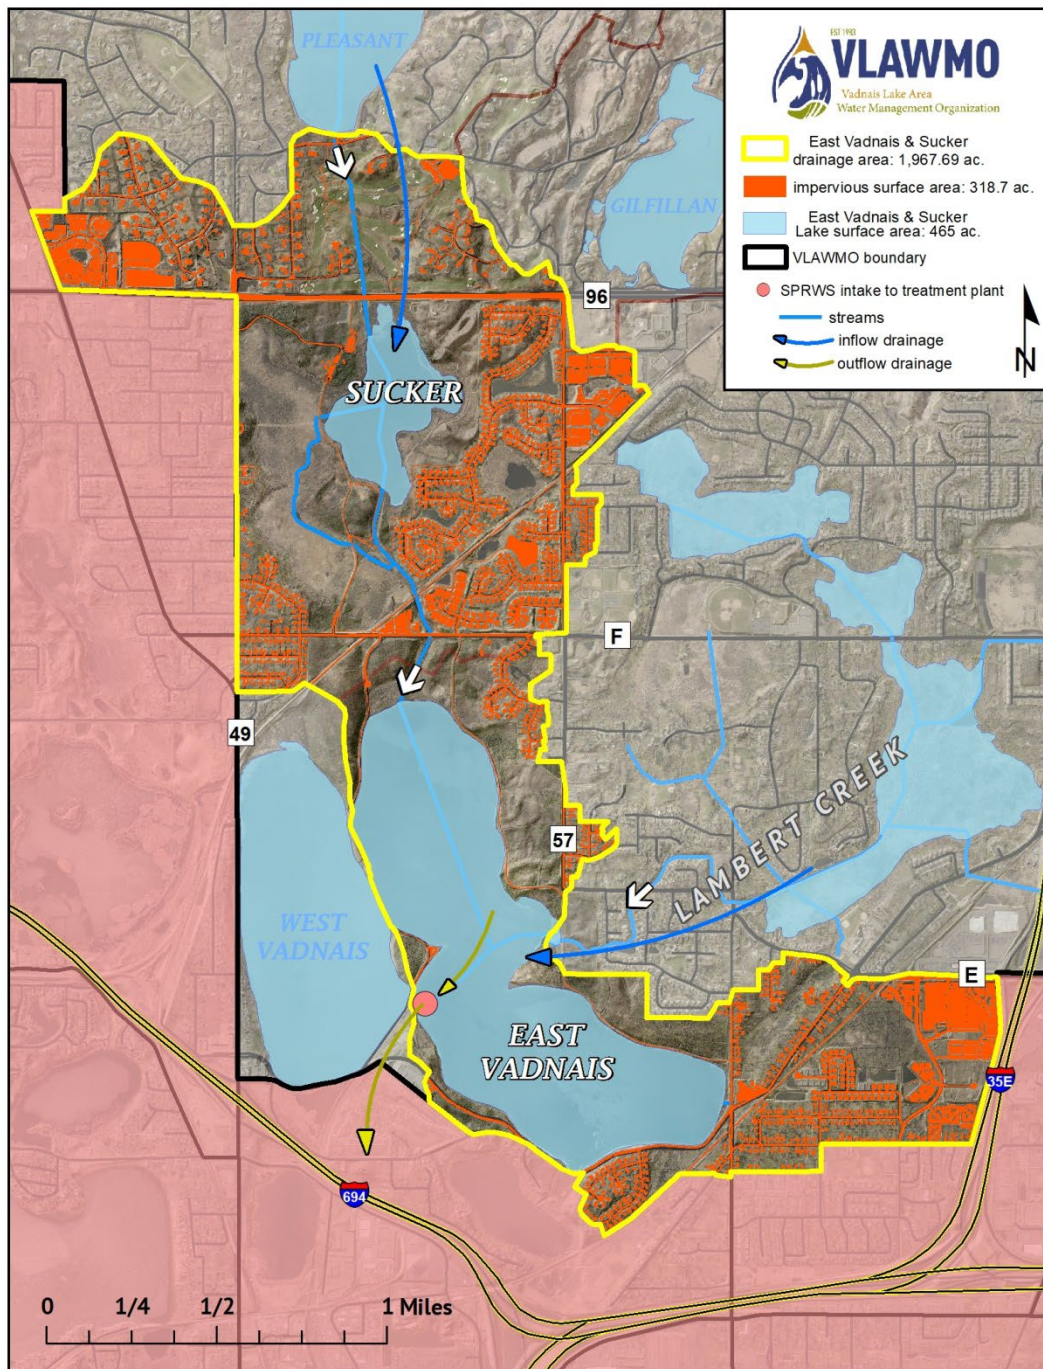 PLEASANT
EST 1983
VLAWMO
Vadnais Lake Area
Water Management Organization
East Vadnais & Sucker
drainage area: 1,967.69 ac.
impervious surface area: 318.7 ac.
East Vadnais & Sucker
Lake surface area: 465 ac.
VLAWMO boundary
SPRWS intake to treatment plant
streams
inflow drainage
outflow drainage
N
GILFILLAN
96
SUCKER
F
49
57
LAMBERT CREEK
WEST
VADNAIS
E
EAST
VADNAIS
35E
694
0 1/4 1/2 1 Miles